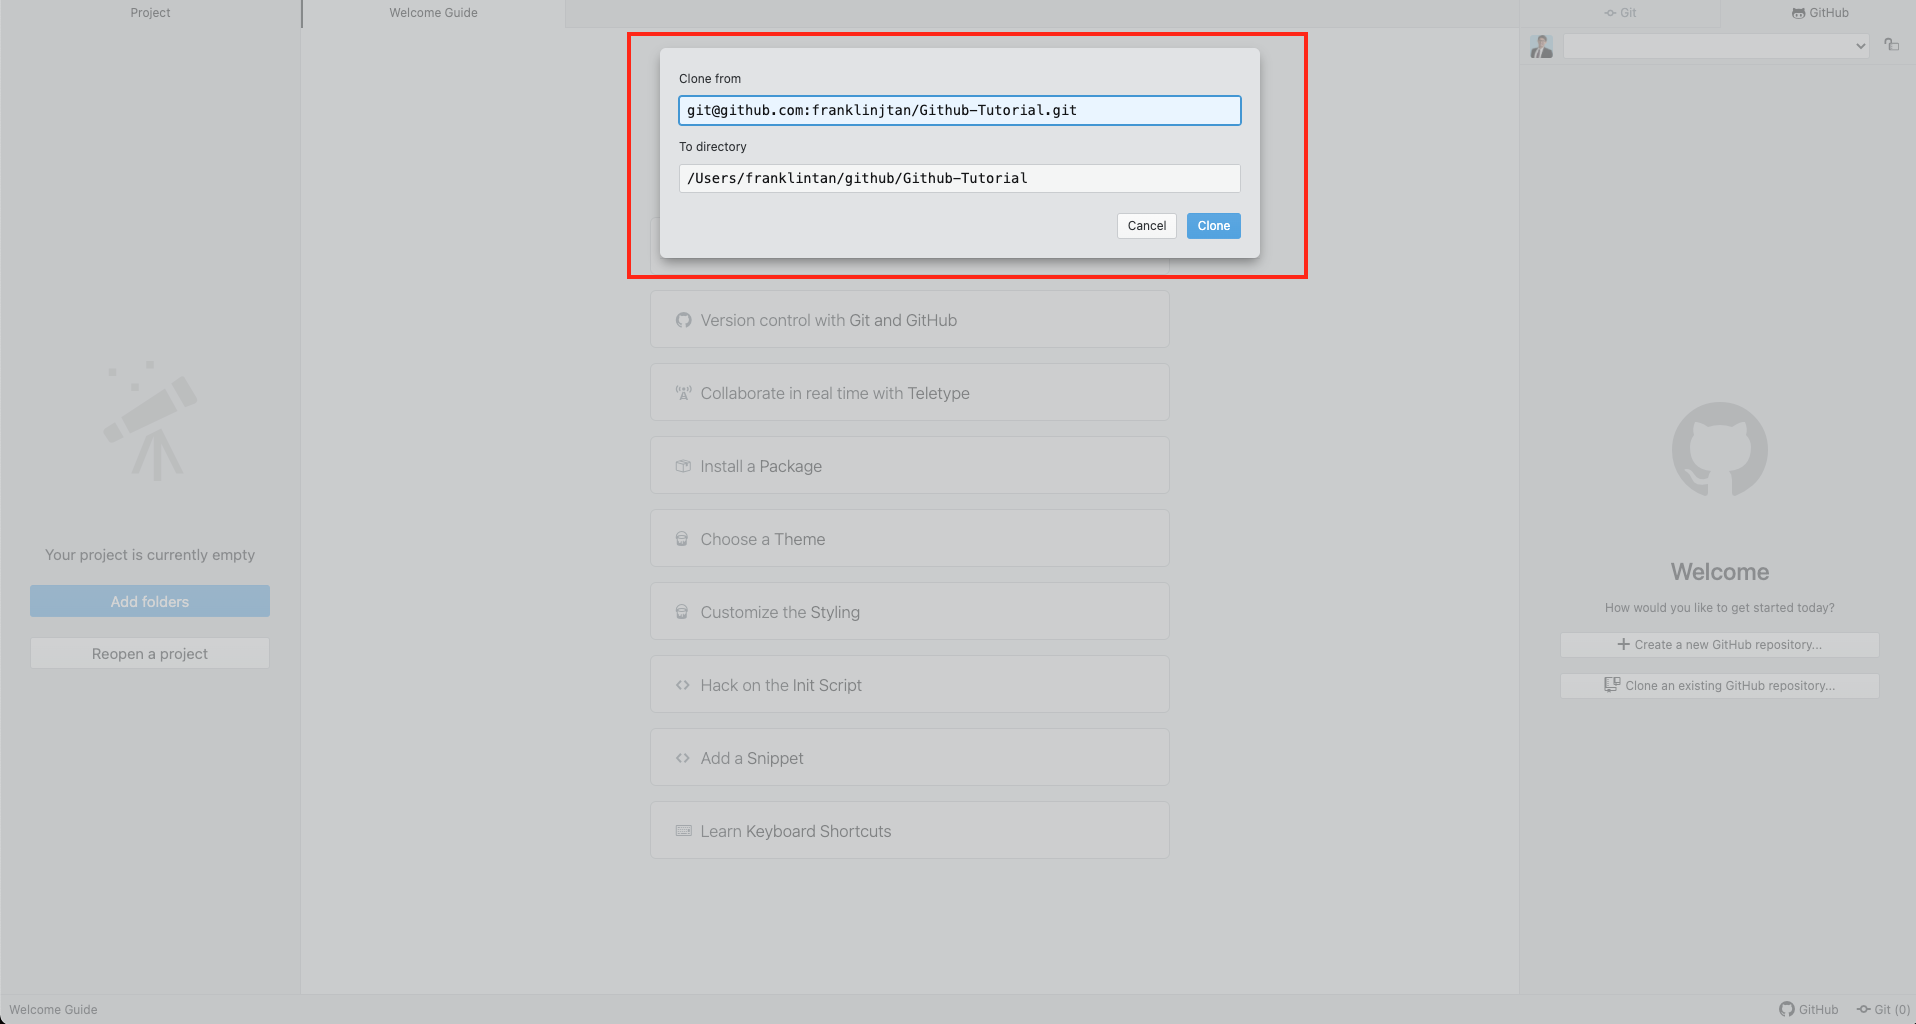 Project
Welcome Guide
Git
GitHub
Clone from
git@github.com:franklinjtan/Github-Tutorial.git
To directory
/Users/franklintan/github/Github-Tutorial
Cancel
Clone
Version control with Git and GitHub
Collaborate in real time with Teletype
Install a Package
Choose a Theme
Customize the Styling
Hack on the Init Script
Add a Snippet
Learn Keyboard Shortcuts
Your project is currently empty
Add folders
Reopen a project
Welcome
How would you like to get started today?
Create a new GitHub repository...
Clone an existing GitHub repository...
Welcome Guide
GitHub
Git (0)